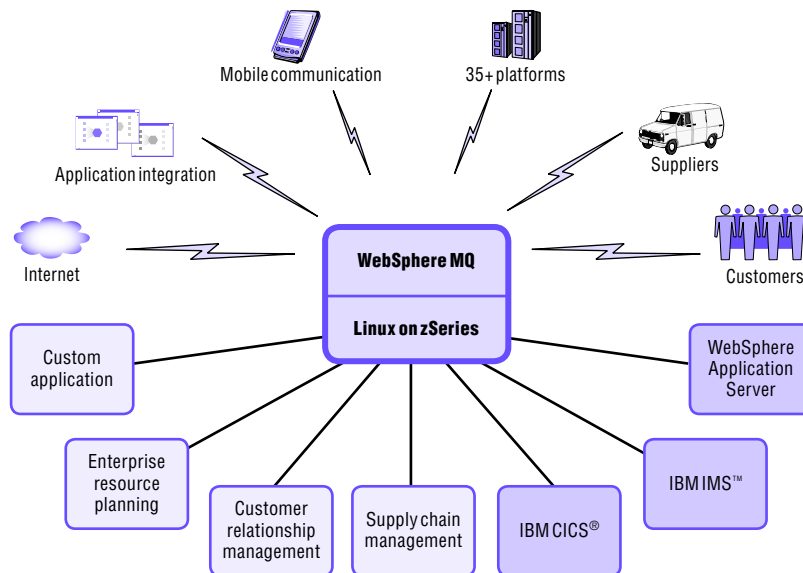 Mobile communication
35+ platforms
Application integration
Suppliers
Internet
Customers
WebSphere MQ
Linux on zSeries
Custom
application
WebSphere
Application
Server
Enterprise
resource
planning
Customer
relationship
management
Supply chain
management
IBM CICS®
IBM IMS™